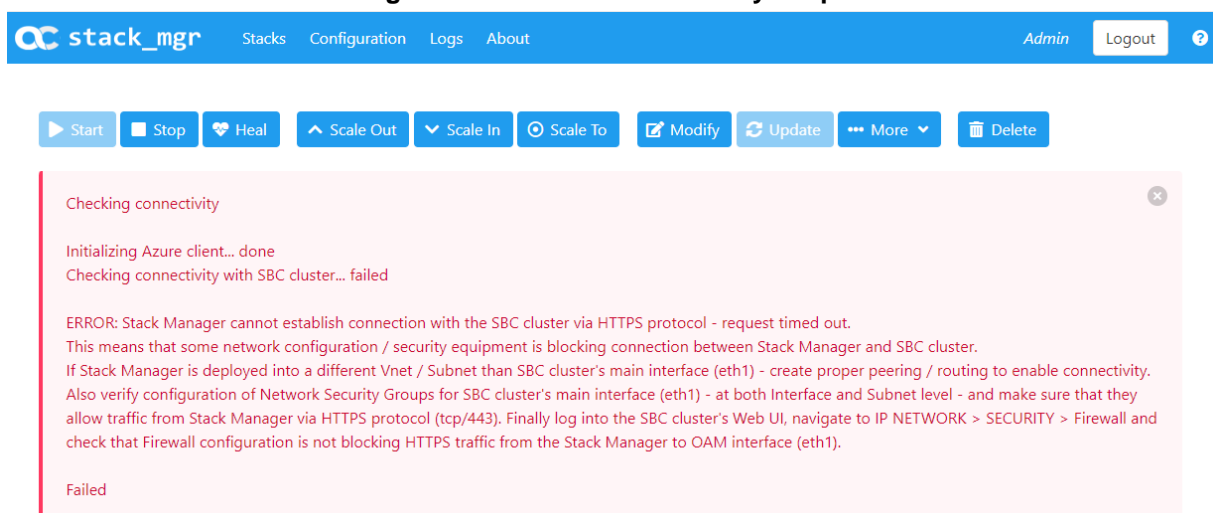 stack_mgr Stacks Configuration Logs About Admin Logout
Start Stop Heal Scale Out Scale In Scale To Modify Update More Delete
Checking connectivity
Initializing Azure client... done
Checking connectivity with SBC cluster... failed
ERROR: Stack Manager cannot establish connection with the SBC cluster via HTTPS protocol - request timed out.
This means that some network configuration / security equipment is blocking connection between Stack Manager and SBC cluster.
If Stack Manager is deployed into a different Vnet / Subnet than SBC cluster's main interface (eth1) - create proper peering / routing to enable connectivity.
Also verify configuration of Network Security Groups for SBC cluster's main interface (eth1) - at both Interface and Subnet level - and make sure that they
allow traffic from Stack Manager via HTTPS protocol (tcp/443). Finally log into the SBC cluster's Web UI, navigate to IP NETWORK > SECURITY > Firewall and
check that Firewall configuration is not blocking HTTPS traffic from the Stack Manager to OAM interface (eth1).
Failed